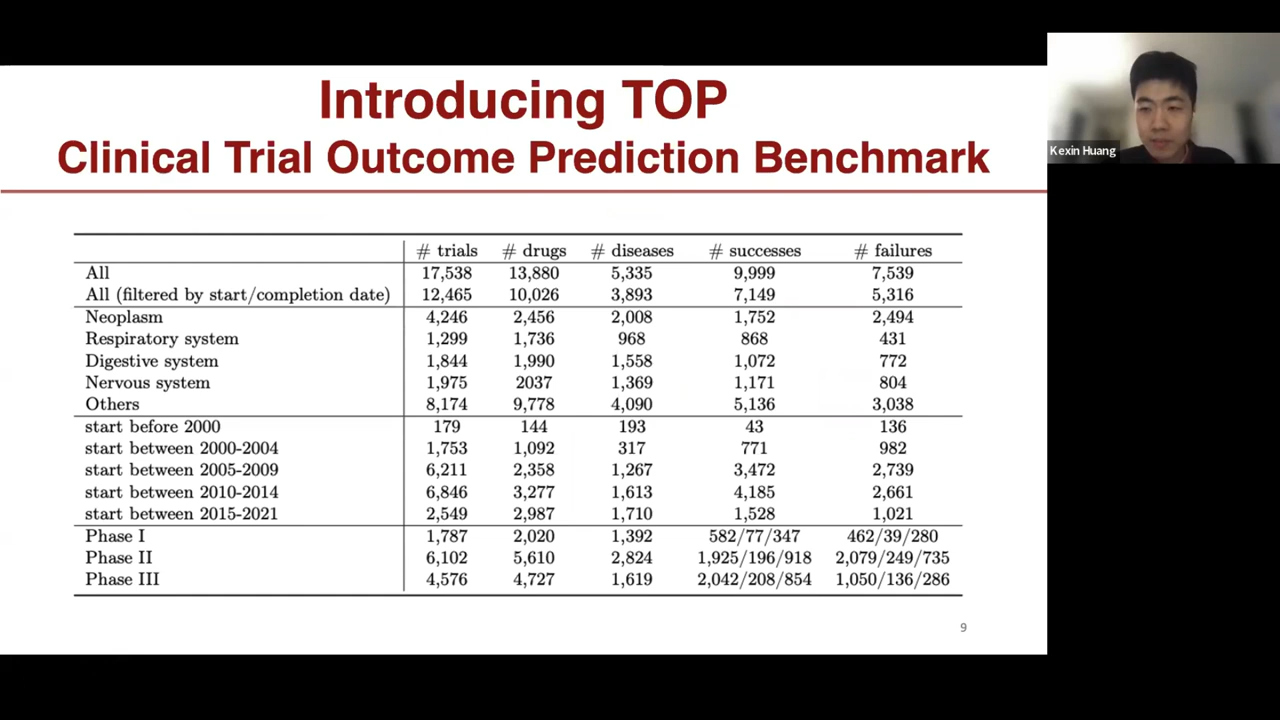 Introducing TOP
Clinical Trial Outcome Prediction Benchmark
Kexin Huang
# trials # drugs # diseases # successes # failures
All 17,538 13,880 5,335 9,999 7,539
All (filtered by start/completion date) 12,465 10,026 3,893 7,149 5,316
Neoplasm 4,246 2,456 2,008 1,752 2,494
Respiratory system 1,299 1,736 968 868 431
Digestive system 1,844 1,990 1,558 1,072 772
Nervous system 1,975 2037 1,369 1,171 804
Others 8,174 9,778 4,090 5,136 3,038
start before 2000 179 144 193 43 136
start between 2000-2004 1,753 1,092 317 771 982
start between 2005-2009 6,211 2,358 1,267 3,472 2,739
start between 2010-2014 6,846 3,277 1,613 4,185 2,661
start between 2015-2021 2,549 2,987 1,710 1,528 1,021
Phase I 1,787 2,020 1,392 582/77/347 462/39/280
Phase II 6,102 5,610 2,824 1,925/196/918 2,079/249/735
Phase III 4,576 4,727 1,619 2,042/208/854 1,050/136/286
9